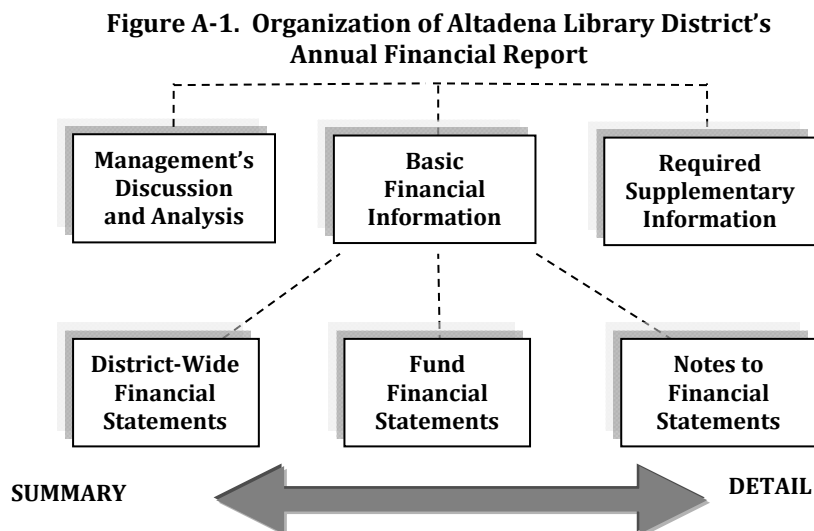 Figure A-1. Organization of Altadena Library District’s
Annual Financial Report
Management’s
Discussion
and Analysis
Basic
Financial
Information
Required
Supplementary
Information
District-Wide
Financial
Statements
Fund
Financial
Statements
Notes to
Financial
Statements
SUMMARY
DETAIL